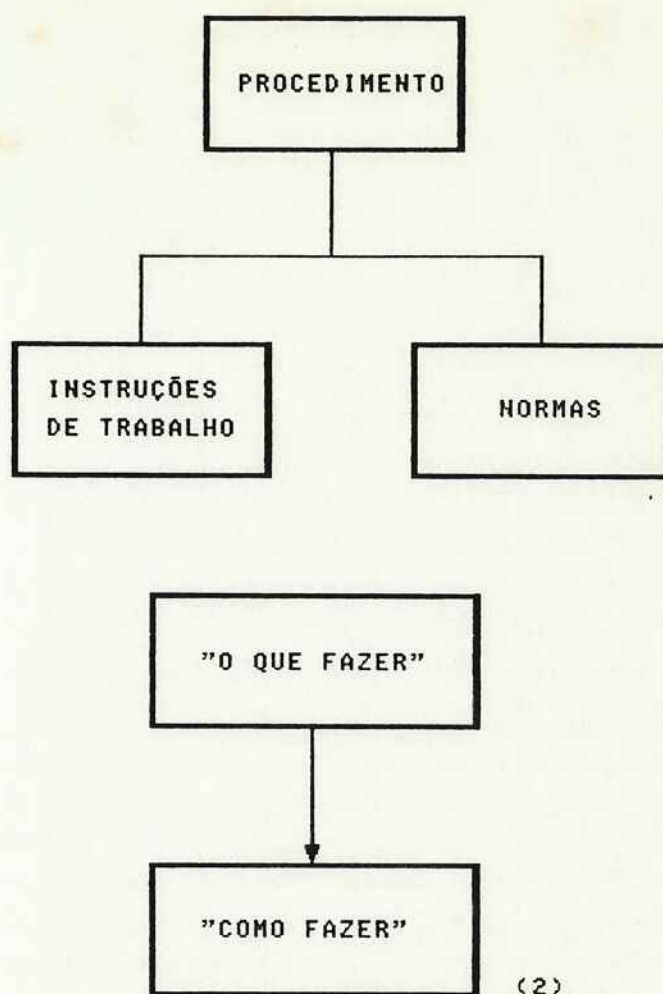 PROCEDIMENTO
INSTRUÇÕES
DE TRABALHO
NORMAS
"O QUE FAZER"
"COMO FAZER"
(2)